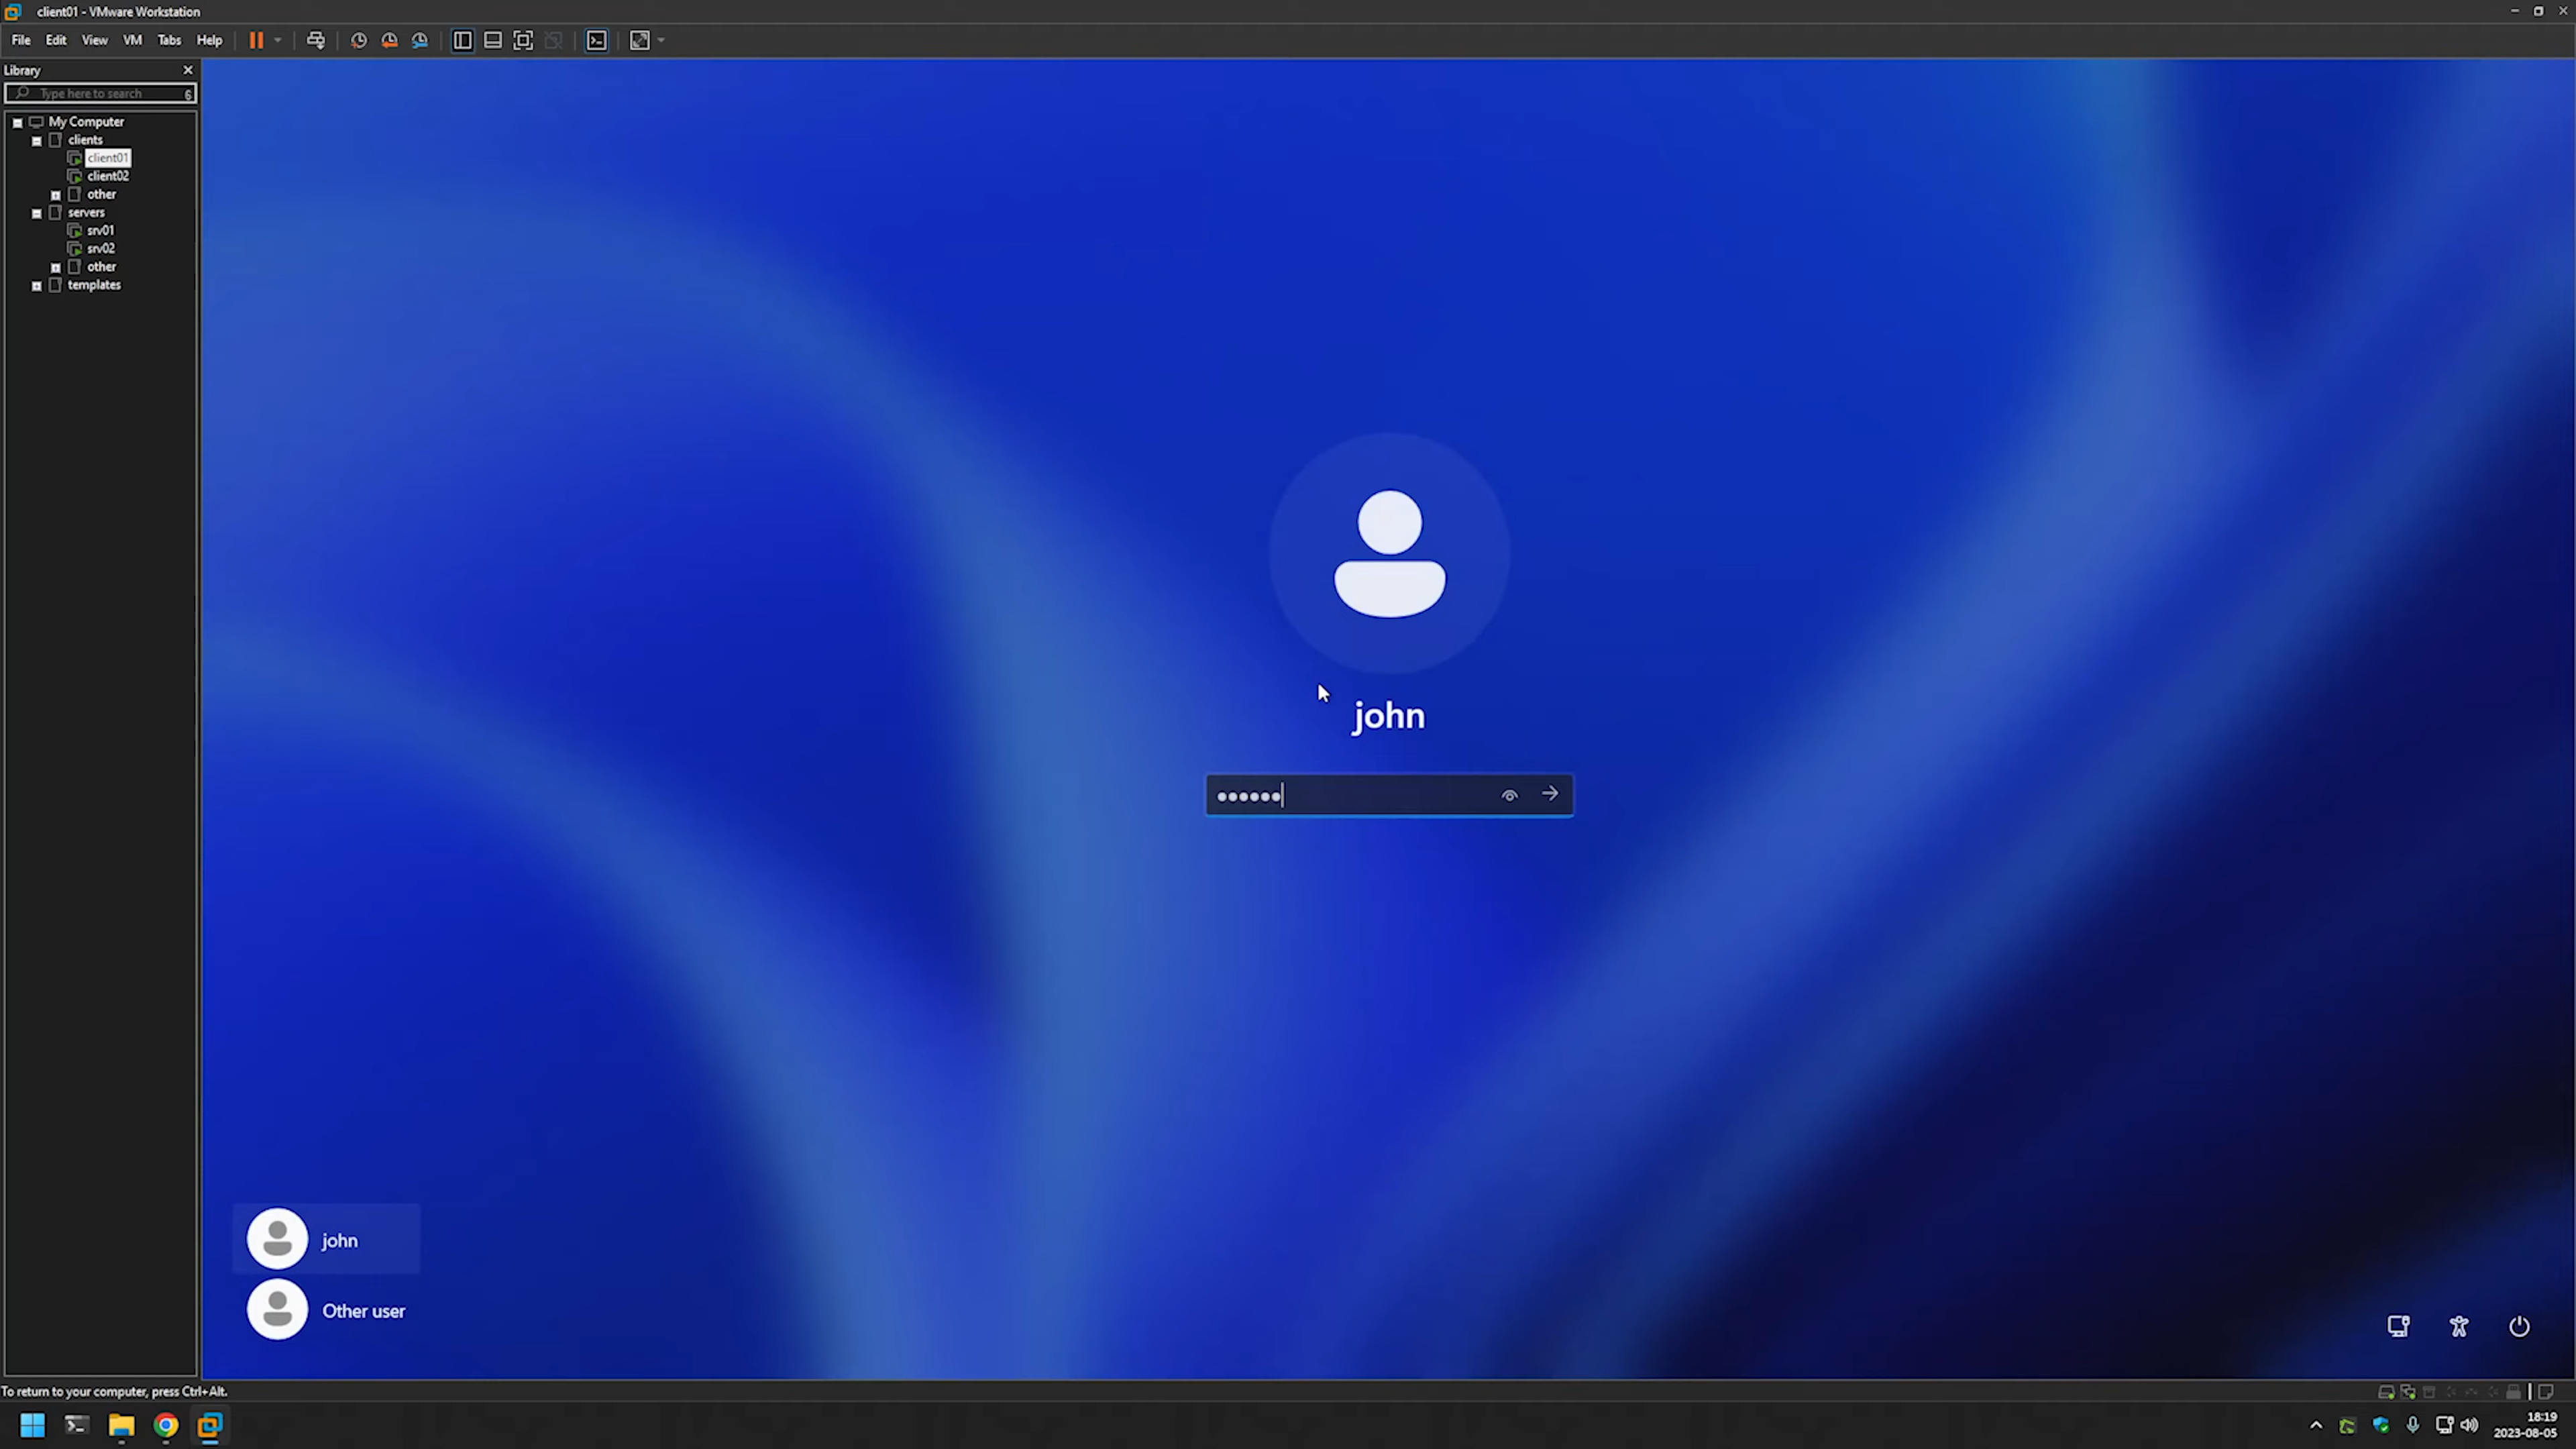 client01 - VMware Workstation
File Edit View VM Tabs Help
Library
Type here to search
My Computer
clients
client01
client02
other
servers
srv01
srv02
other
templates
john
••••••
john
Other user
To return to your computer, press Ctrl+Alt.
18:19
2023-08-05